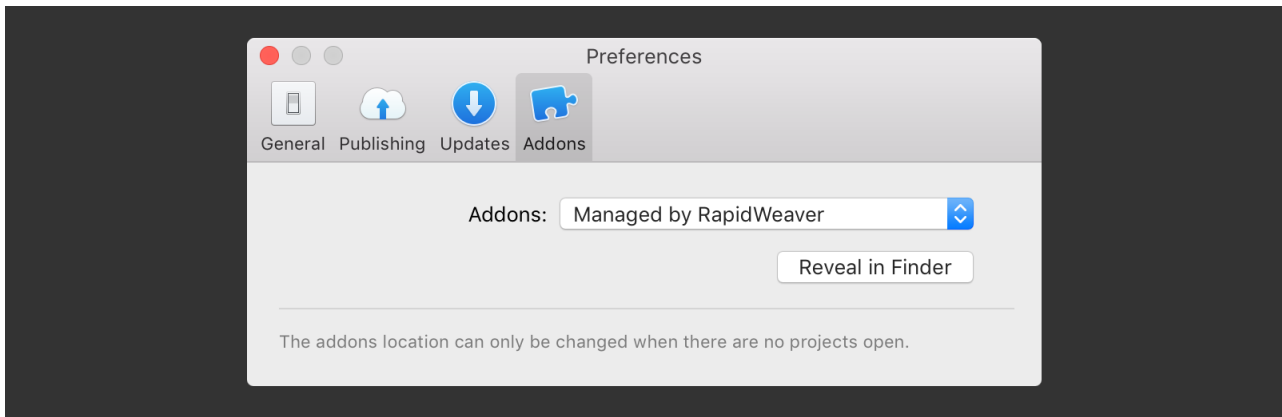 Preferences
General Publishing Updates Addons
Addons: Managed by RapidWeaver
Reveal in Finder
The addons location can only be changed when there are no projects open.